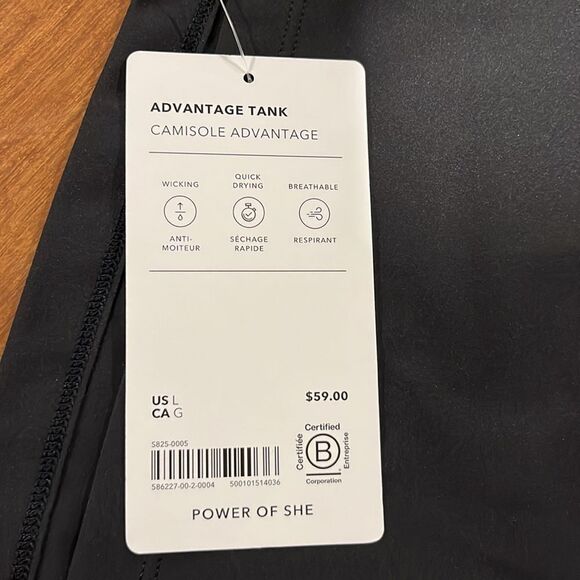 ADVANTAGE TANK
CAMISOLE ADVANTAGE
WICKING
ANTI-
MOITEUR
QUICK
DRYING
SÉCHAGE
RAPIDE
BREATHABLE
RESPIRANT
US L
CA G
$59.00
S825-0005
586227-00-2-0004 500101514036
Certified
Certifiée
B
Entreprise
Corporation
POWER OF SHE